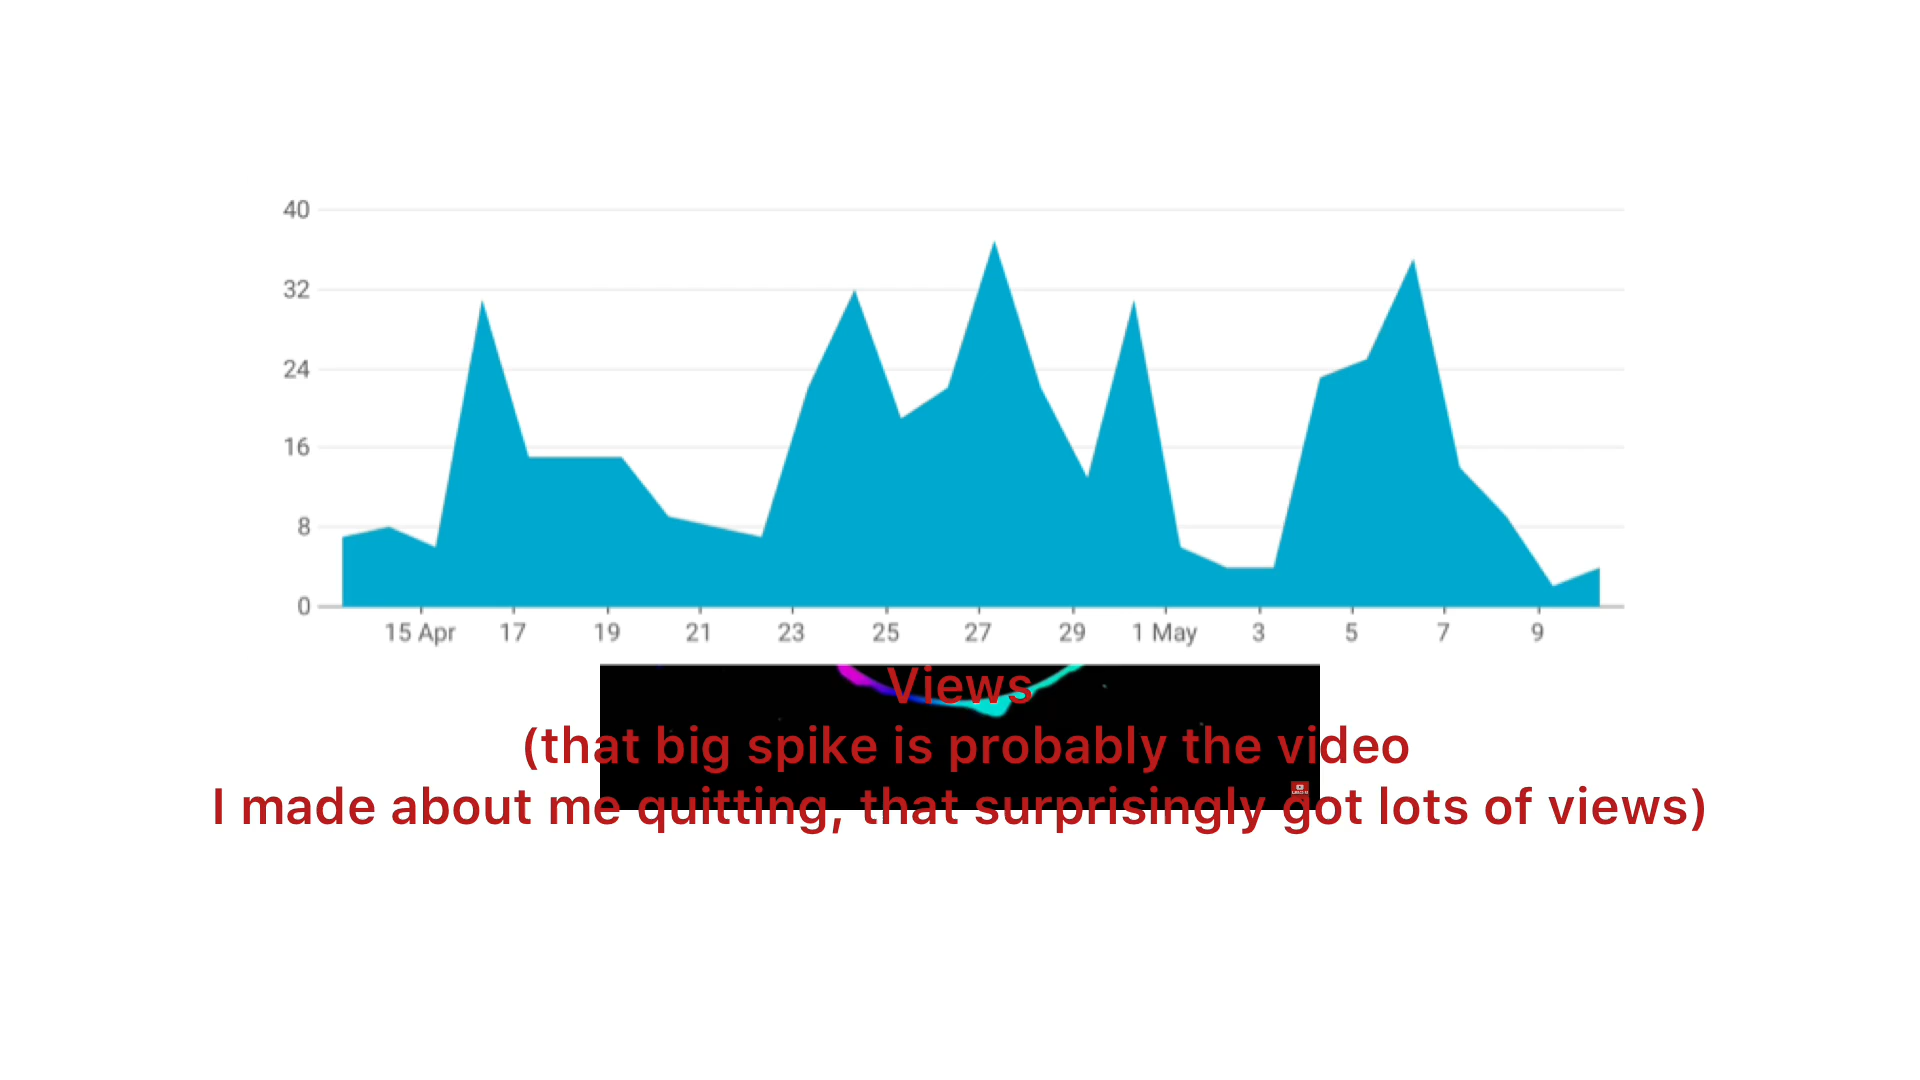 40
32
24
16
8
0
15 Apr 17 19 21 23 25 27 29 1 May 3 5 7 9
Views
(that big spike is probably the video
I made about me quitting, that surprisingly got lots of views)